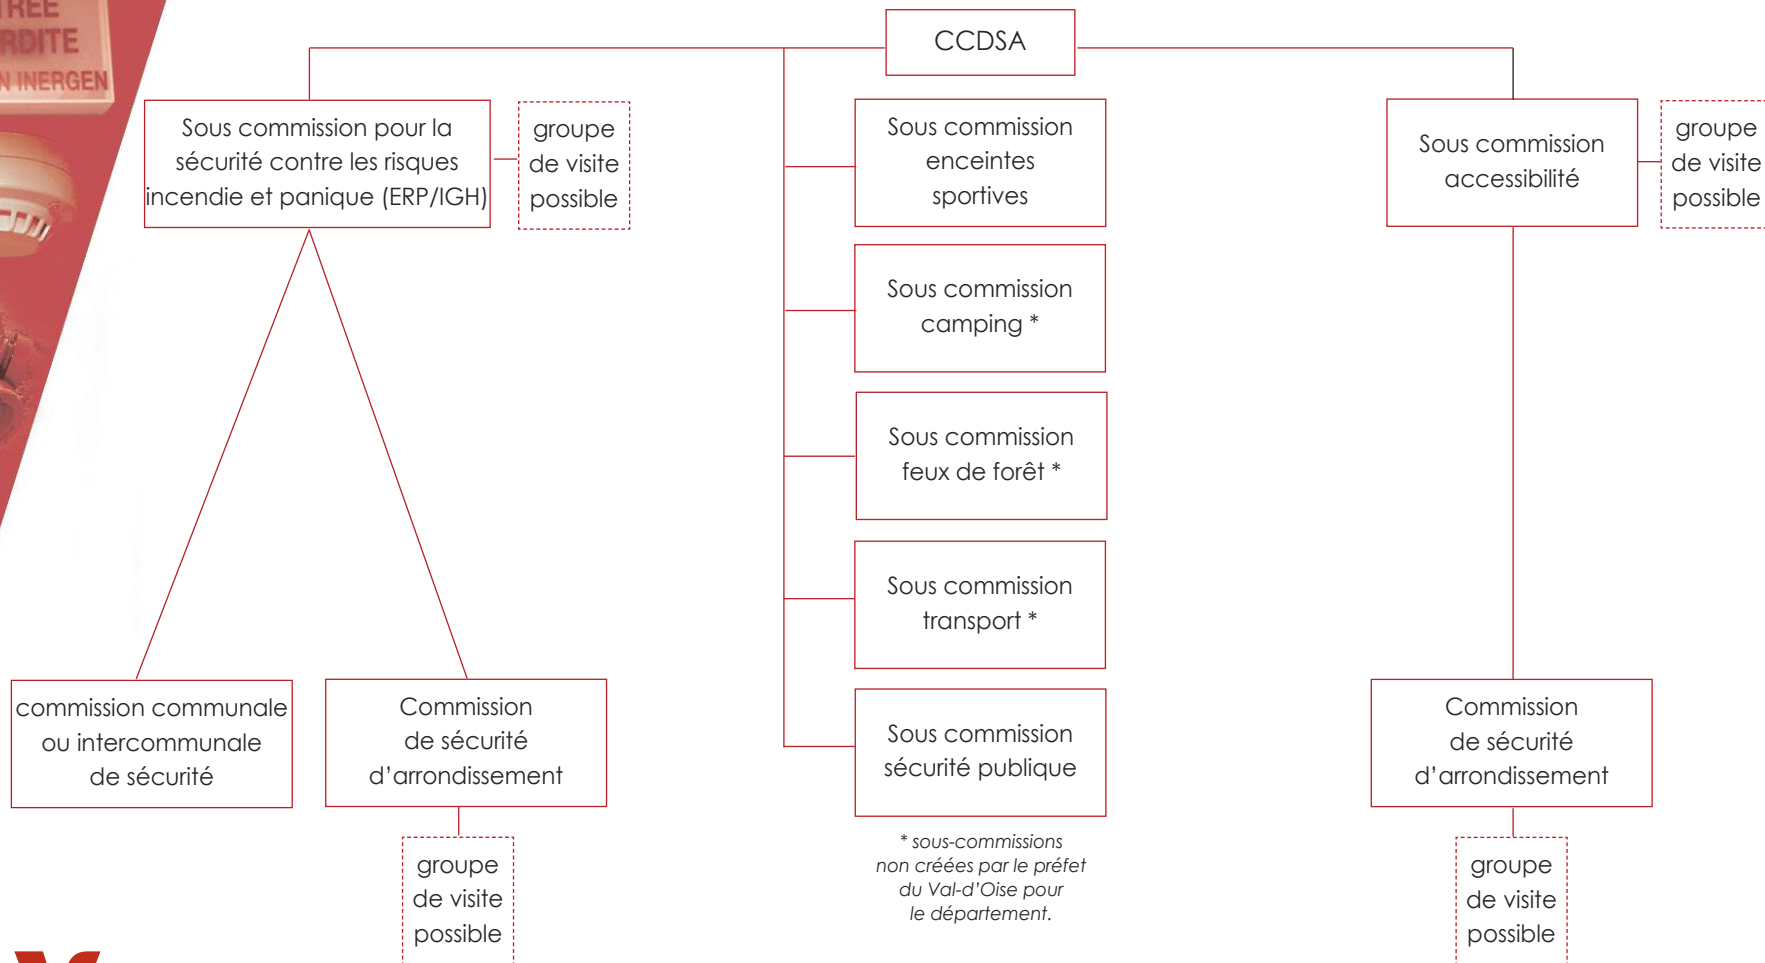 RDITE
N INERGEN
CCDSA
Sous commission pour la
sécurité contre les risques
incendie et panique (ERP/IGH)
groupe
de visite
possible
Sous commission
enceintes
sportives
Sous commission
accessibilité
groupe
de visite
possible
Sous commission
camping *
Sous commission
feux de forêt *
Sous commission
transport *
commission communale
ou intercommunale
de sécurité
Commission
de sécurité
d'arrondissement
Sous commission
sécurité publique
Commission
de sécurité
d'arrondissement
groupe
de visite
possible
* sous-commissions
non créées par le préfet
du Val-d'Oise pour
le département.
groupe
de visite
possible